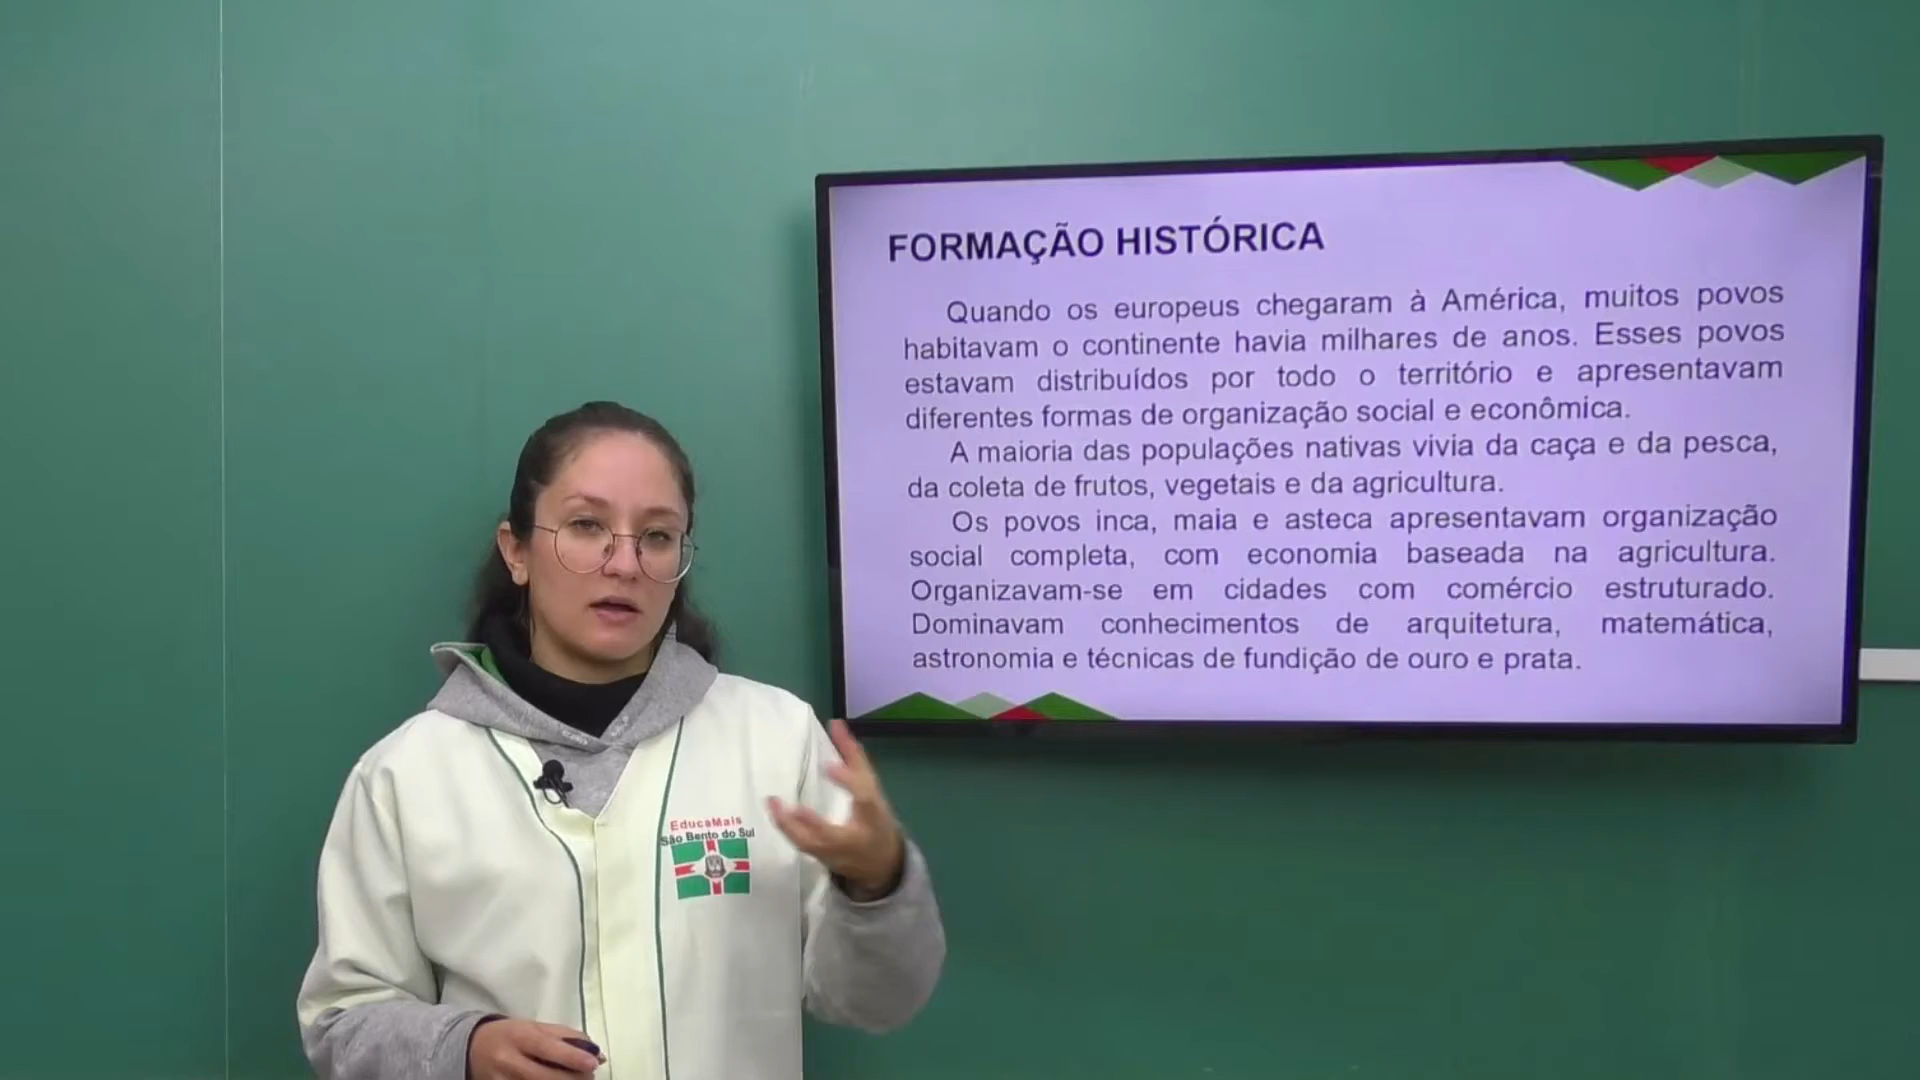 FORMAÇÃO HISTÓRICA
Quando os europeus chegaram à América, muitos povos
habitavam o continente havia milhares de anos. Esses povos
estavam distribuídos por todo o território e apresentavam
diferentes formas de organização social e econômica.
A maioria das populações nativas vivia da caça e da pesca,
da coleta de frutos, vegetais e da agricultura.
Os povos inca, maia e asteca apresentavam organização
social completa, com economia baseada na agricultura.
Organizavam-se em cidades com comércio estruturado.
Dominavam conhecimentos de arquitetura, matemática,
astronomia e técnicas de fundição de ouro e prata.
EducaMais
São Bento do Sul